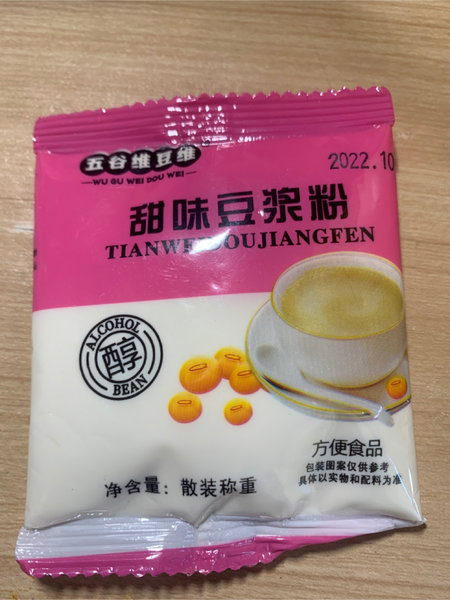 五谷维豆维
WU GU WEI DOU WEI
2022.10
甜味豆浆粉
TIANWEI DOUJIANGFEN
ALCOHOL
醇
BEAN
方便食品
包装图案仅供参考
具体以实物和配料为准
净含量: 散装称重